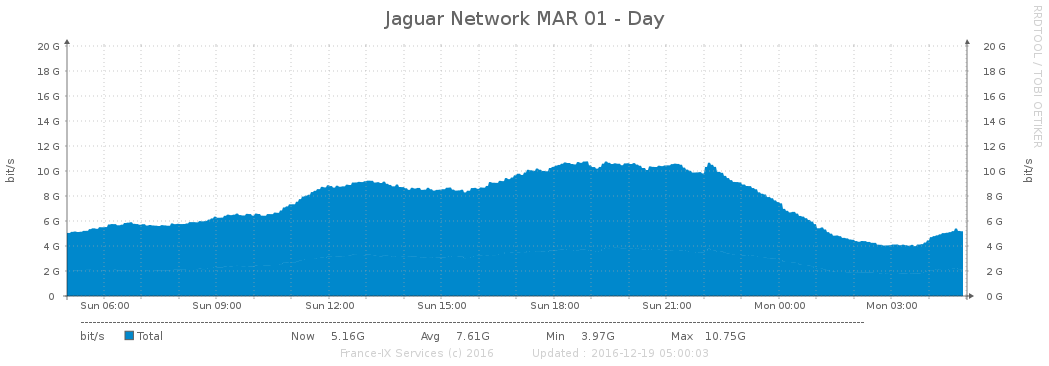 Jaguar Network MAR 01 - Day
RRDTOOL / TOBI OETIKER
bit/s
bit/s
20 G 20 G
18 G 18 G
16 G 16 G
14 G 14 G
12 G 12 G
10 G 10 G
8 G 8 G
6 G 6 G
4 G 4 G
2 G 2 G
0 0 G
Sun 06:00 Sun 09:00 Sun 12:00 Sun 15:00 Sun 18:00 Sun 21:00 Mon 00:00 Mon 03:00
bit/s Total Now 5.16G Avg 7.61G Min 3.97G Max 10.75G
France-IX Services (c) 2016 Updated : 2016-12-19 05:00:03